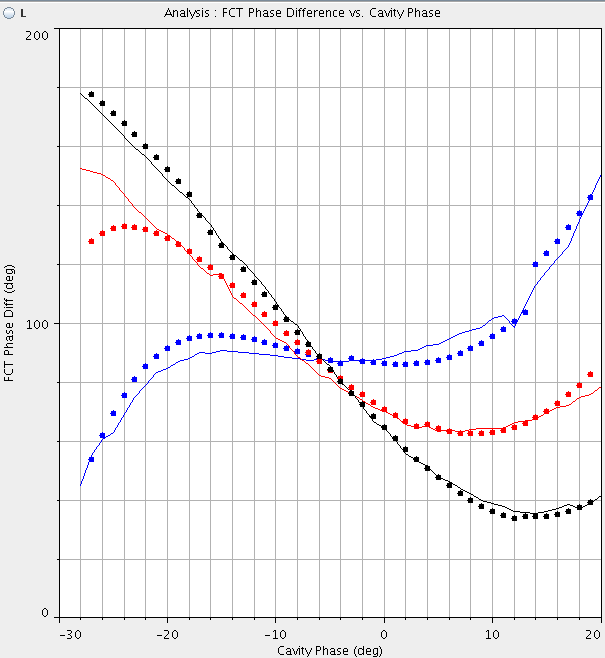 L
Analysis : FCT Phase Difference vs. Cavity Phase
200
100
0
FCT Phase Diff (deg)
-30 -20 -10 0 10 20
Cavity Phase (deg)